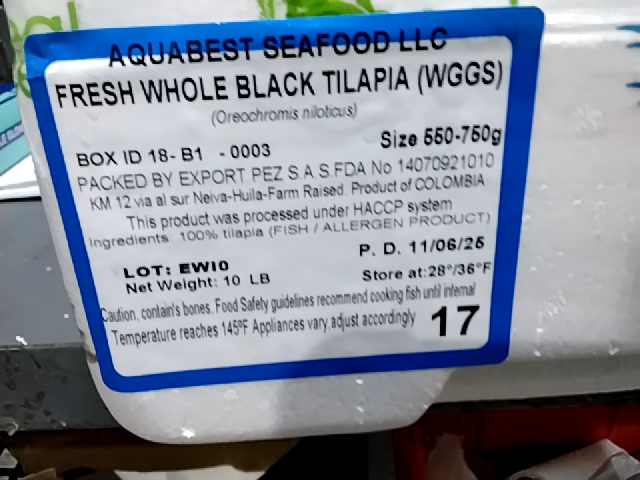 AQUABEST SEAFOOD LLC
FRESH WHOLE BLACK TILAPIA (WGGS)
(Oreochromis niloticus)
Size 550-750g
BOX ID 18- B1 - 0003
PACKED BY EXPORT PEZ S.A.S.FDA No 14070921010
KM 12 via al sur Neiva-Huila-Farm Raised. Product of COLOMBIA
This product was processed under HACCP system
Ingredients: 100% tilapia (FISH / ALLERGEN PRODUCT)
P. D. 11/06/25
LOT: EWI0
Net Weight: 10 LB
Store at:28°/36°F
Caution, contain's bones. Food Safety guidelines recommend cooking fish until internal
Temperature reaches 145ºF Appliances vary,adjust accordingly
17